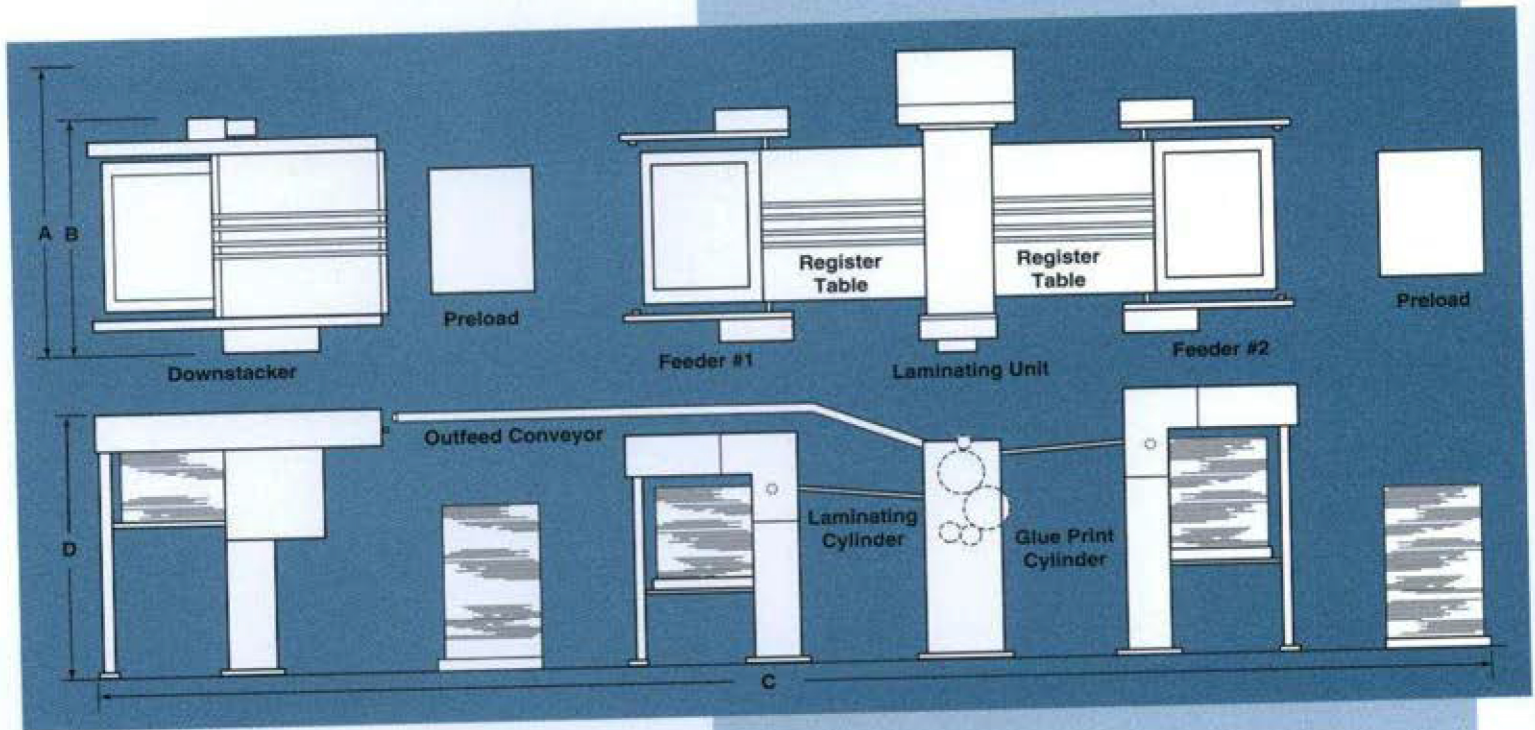 A B
Register
Table
Register
Table
Preload
Preload
Feeder #1
Feeder #2
Downstacker
Laminating Unit
Outfeed Conveyor
Laminating
Cylinder
Glue Print
Cylinder
D
C